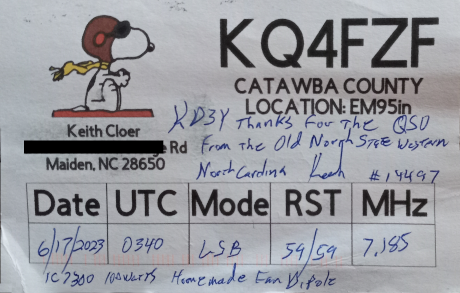 KQ4FZF
CATAWBA COUNTY
LOCATION: EM95in
Keith Cloer
Rd
Maiden, NC 28650
KD3Y Thanks For The QSO
From the Old North State Western
North Carolina Keith #14497
Date UTC Mode RST MHz
6/17/2023 0340 LSB 59/59 7.185
IC7300 100watts Homemade Fan Dipole